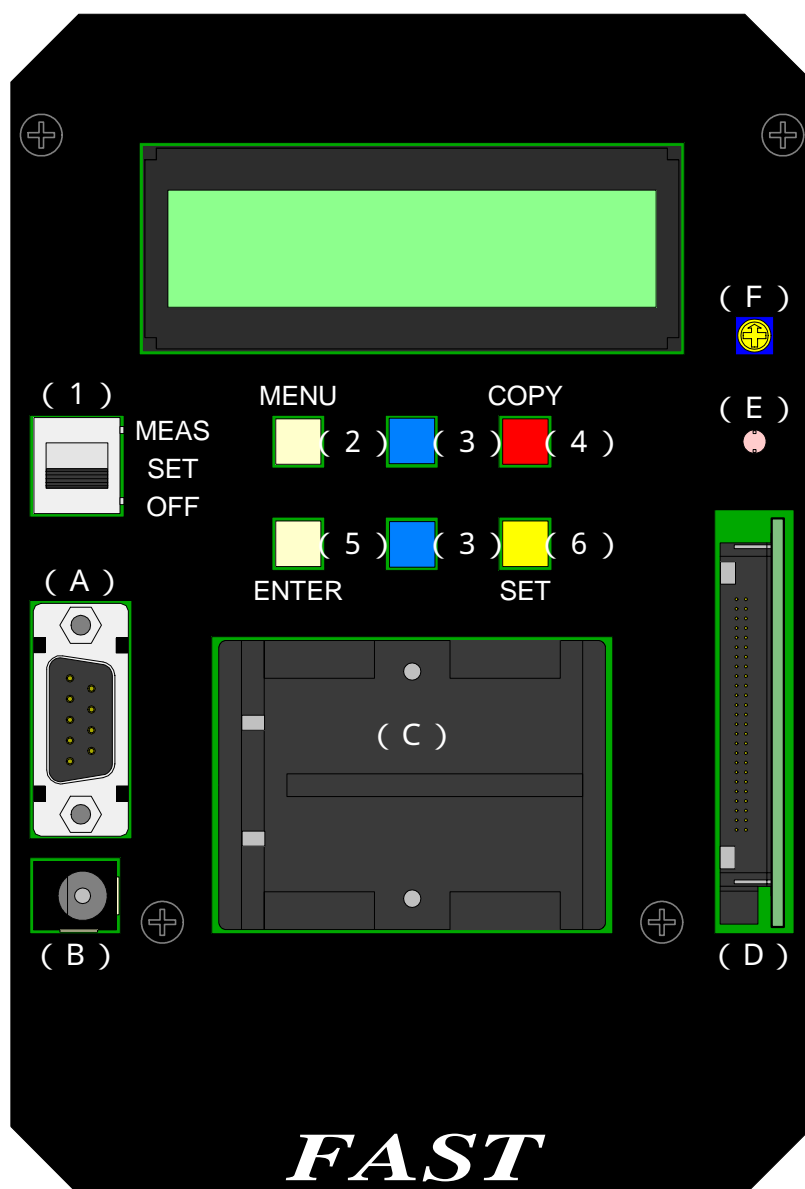 ( F )
( 1 )
MENU
COPY
( E )
MEAS
( 2 )
( 3 )
( 4 )
SET
OFF
( 5 )
( 3 )
( 6 )
( A )
ENTER
SET
( C )
( B )
( D )
FAST